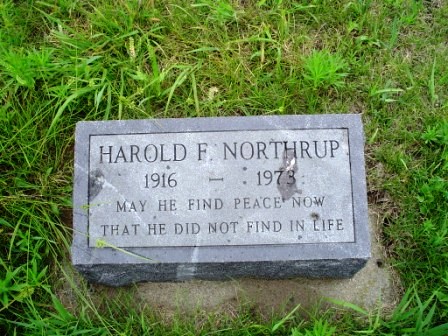 HAROLD F. NORTHRUP
1916 — 1973
MAY HE FIND PEACE NOW
THAT HE DID NOT FIND IN LIFE